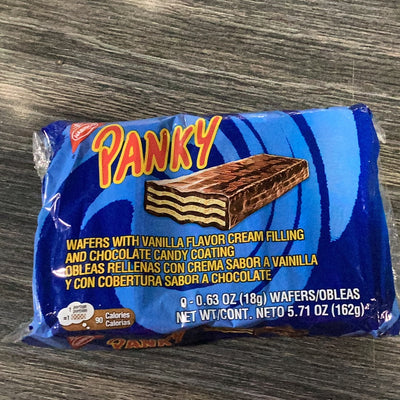 PANKY
WAFERS WITH VANILLA FLAVOR CREAM FILLING
AND CHOCOLATE CANDY COATING
OBLEAS RELLENAS CON CREMA SABOR A VAINILLA
Y CON COBERTURA SABOR A CHOCOLATE
9 - 0.63 OZ (18g) WAFERS/OBLEAS
NET WT/CONT. NETO 5.71 OZ (162g)
90 Calories
Calorías
PANKY